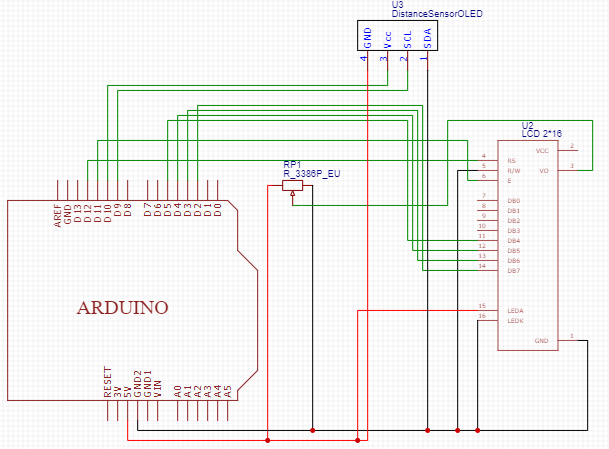 U3
DistanceSensorOLED
GND
Vcc
SCL
SDA
4
3
2
1
U2
LCD 2*16
VCC 2
VO 3
4 RS
5 R/W
6 E
7 DB0
8 DB1
9 DB2
10 DB3
11 DB4
12 DB5
13 DB6
14 DB7
15 LEDA
16 LEDK
GND 1
RP1
R_3386P_EU
AREF
GND
D13
D12
D11
D10
D9
D8
D7
D6
D5
D4
D3
D2
D1
D0
ARDUINO
RESET
3V
5V
GND2
GND1
VIN
A0
A1
A2
A3
A4
A5